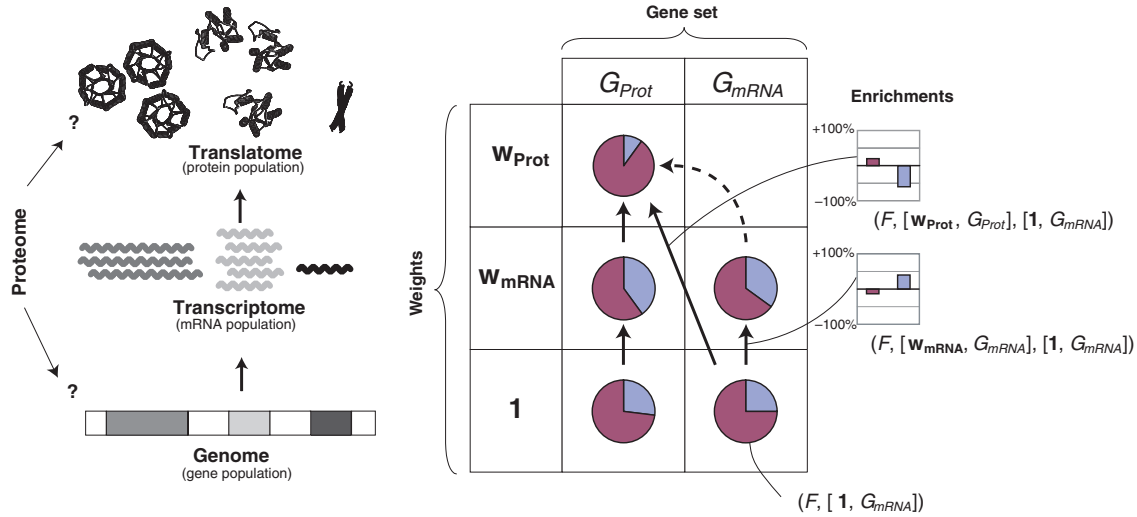 ?
Translatome
(protein population)
Proteome
Transcriptome
(mRNA population)
?
Genome
(gene population)
Gene set
G_Prot G_mRNA
Weights
w_Prot
w_mRNA
1
Enrichments
+100%
−100%
(F, [w_Prot, G_Prot], [1, G_mRNA])
+100%
−100%
(F, [w_mRNA, G_mRNA], [1, G_mRNA])
(F, [ 1, G_mRNA])